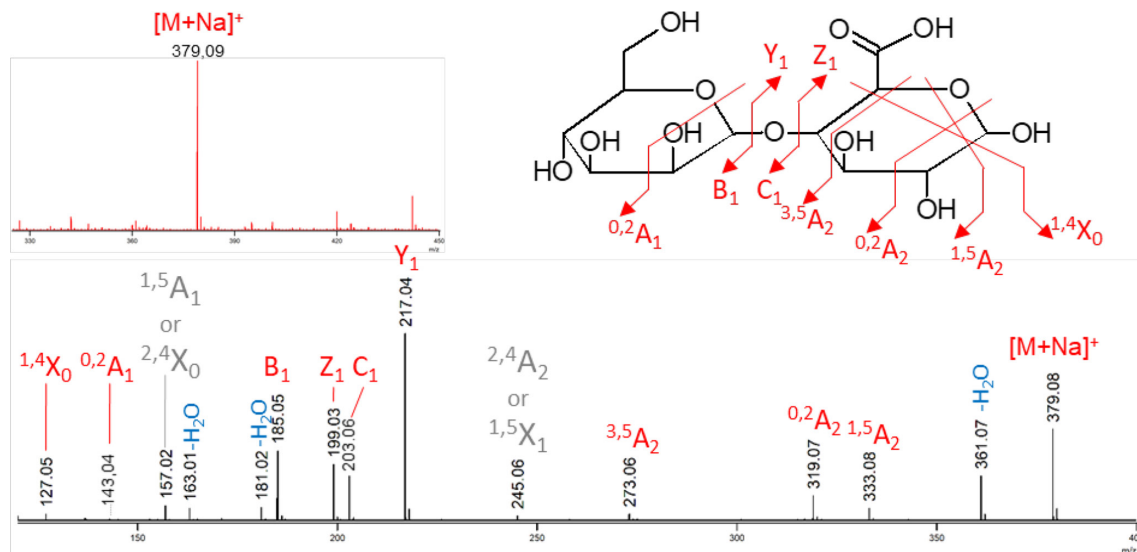 [M+Na]⁺
379,09
330
360
390
420
450
m/z
OH
O
OH
O
Y₁
Z₁
O
O
OH
OH
OH
HO
HO
OH
OH
⁰,²A₁
B₁
C₁
³,⁵A₂
⁰,²A₂
¹,⁵A₂
¹,⁴X₀
¹,⁴X₀
127.05
⁰,²A₁
143,04
¹,⁵A₁
or
²,⁴X₀
157.02
163.01
-H₂O
181.02
-H₂O
B₁
185.05
Z₁
199.03
C₁
203.06
Y₁
217.04
²,⁴A₂
or
¹,⁵X₁
245.06
³,⁵A₂
273.06
⁰,²A₂
319.07
¹,⁵A₂
333.08
361.07
-H₂O
[M+Na]⁺
379.08
150
200
250
300
350
m/z